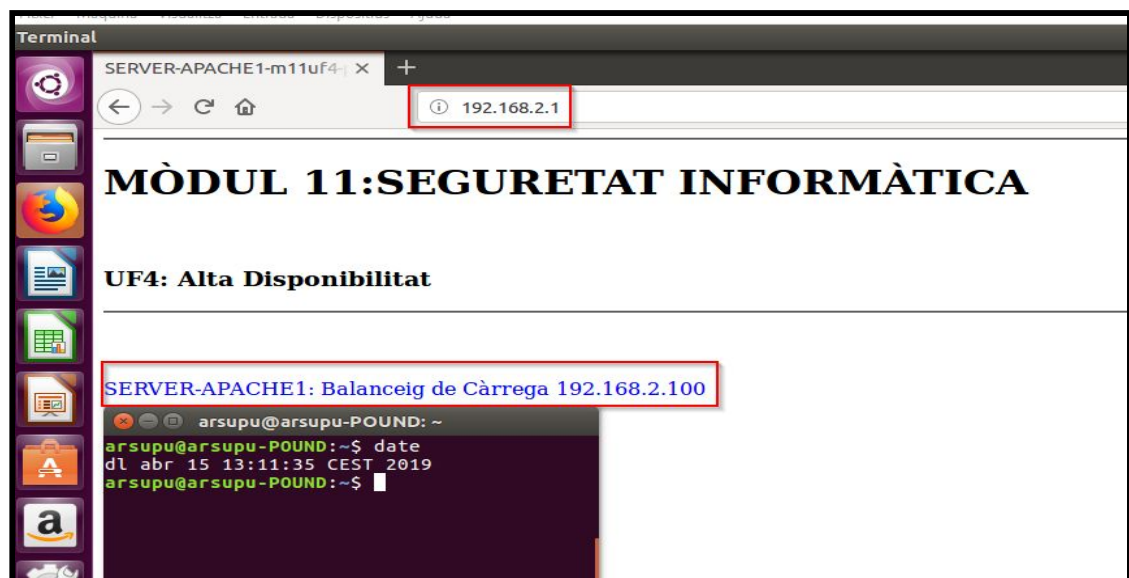 Terminal
SERVER-APACHE1-m11uf4-
192.168.2.1
MÒDUL 11:SEGURETAT INFORMÀTICA
UF4: Alta Disponibilitat
SERVER-APACHE1: Balanceig de Càrrega 192.168.2.100
arsupu@arsupu-POUND: ~
arsupu@arsupu-POUND:~$ date
dl abr 15 13:11:35 CEST 2019
arsupu@arsupu-POUND:~$